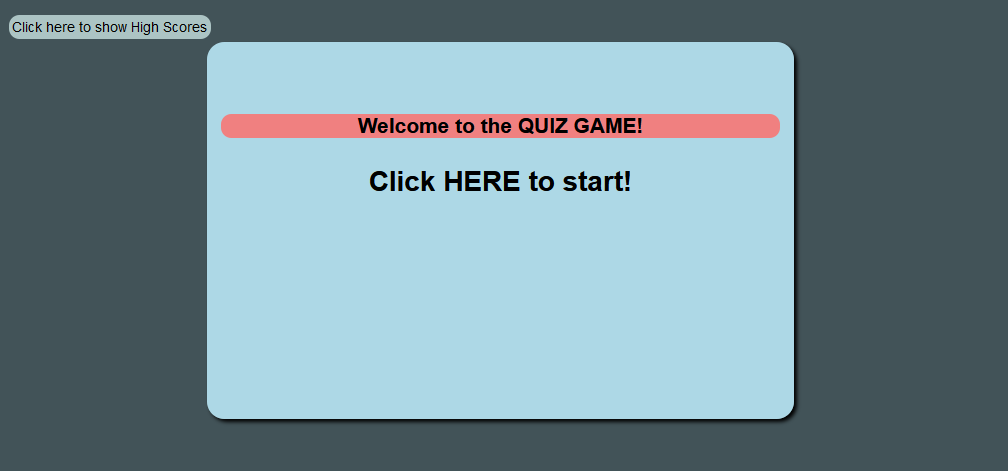 Click here to show High Scores
Welcome to the QUIZ GAME!
Click HERE to start!